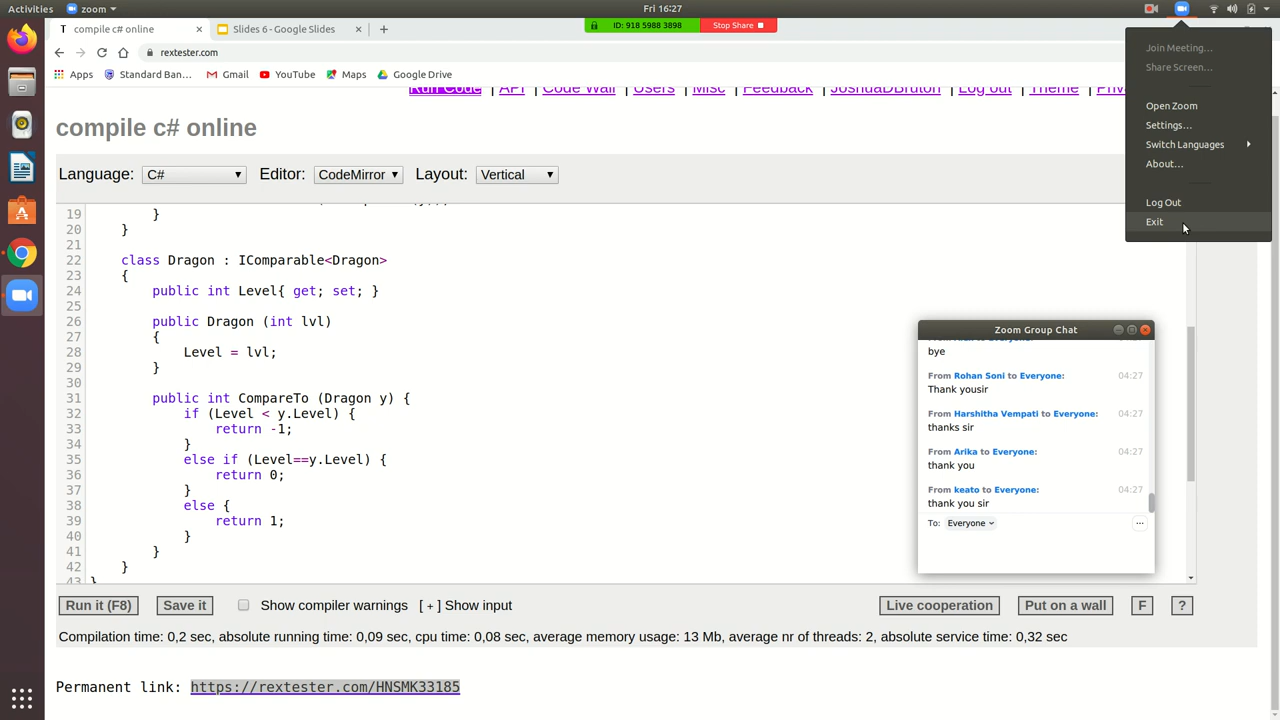 Activities
zoom
Fri 16:27
compile c# online
Slides 6 - Google Slides
ID: 918 5988 3898
Stop Share
rextester.com
Apps
Standard Ban...
Gmail
YouTube
Maps
Google Drive
Run Code | API | Code Wall | Users | Misc | Feedback | JoshuaDBruton | Log out | Theme | Priv
compile c# online
Language: C# Editor: CodeMirror Layout: Vertical
19 }
20 }
21
22 class Dragon : IComparable<Dragon>
23 {
24 public int Level{ get; set; }
25
26 public Dragon (int lvl)
27 {
28 Level = lvl;
29 }
30
31 public int CompareTo (Dragon y) {
32 if (Level < y.Level) {
33 return -1;
34 }
35 else if (Level==y.Level) {
36 return 0;
37 }
38 else {
39 return 1;
40 }
41 }
42 }
43 }
Join Meeting...
Share Screen...
Open Zoom
Settings...
Switch Languages
About...
Log Out
Exit
Zoom Group Chat
bye
From Rohan Soni to Everyone: 04:27
Thank yousir
From Harshitha Vempati to Everyone: 04:27
thanks sir
From Arika to Everyone: 04:27
thank you
From keato to Everyone: 04:27
thank you sir
To: Everyone
Run it (F8) Save it Show compiler warnings [ + ] Show input
Live cooperation Put on a wall F ?
Compilation time: 0,2 sec, absolute running time: 0,09 sec, cpu time: 0,08 sec, average memory usage: 13 Mb, average nr of threads: 2, absolute service time: 0,32 sec
Permanent link: https://rextester.com/HNSMK33185